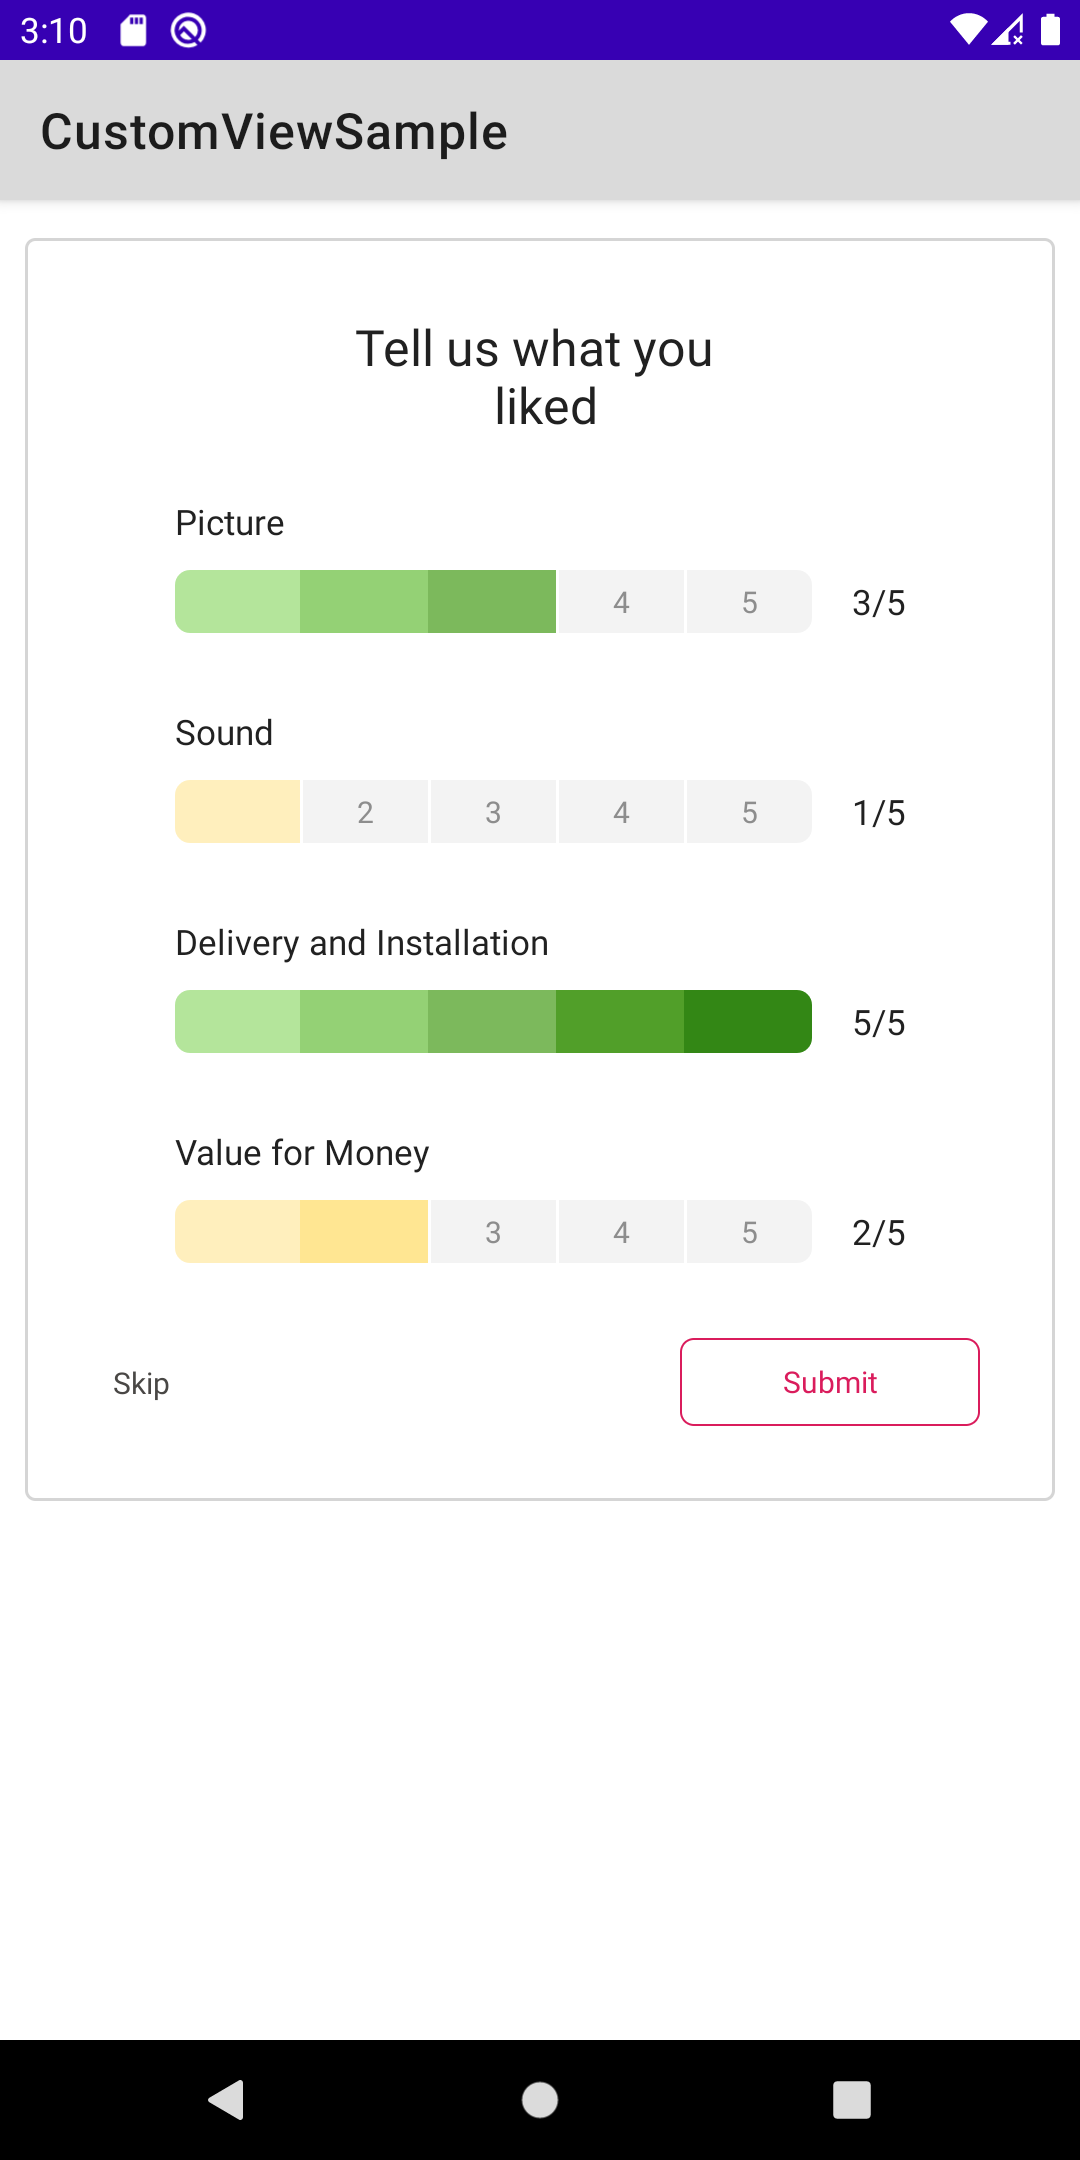 3:10
CustomViewSample
Tell us what you
liked
Picture
4 5 3/5
Sound
2 3 4 5 1/5
Delivery and Installation
5/5
Value for Money
3 4 5 2/5
Skip Submit